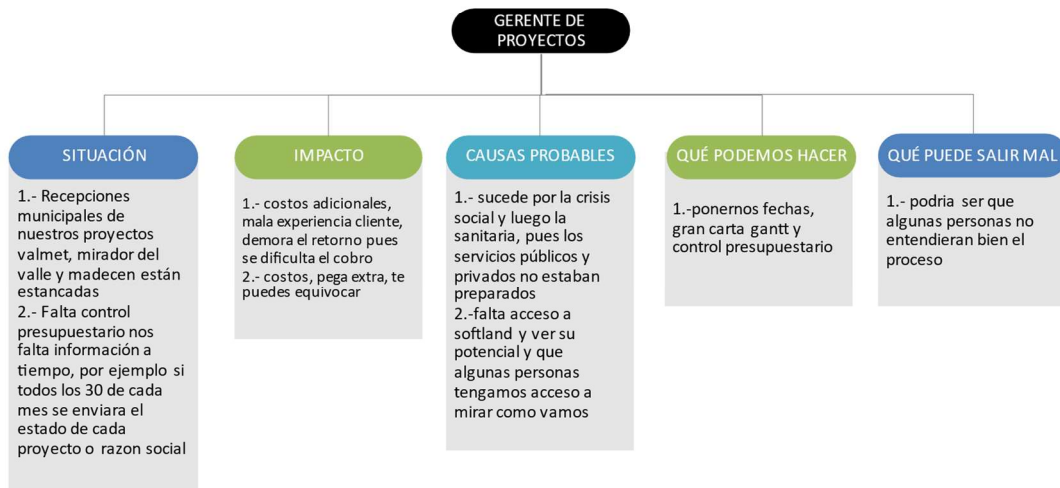 GERENTE DE
PROYECTOS
SITUACIÓN
1.- Recepciones
municipales de
nuestros proyectos
valmet, mirador del
valle y madecen están
estancadas
2.- Falta control
presupuestario nos
falta información a
tiempo, por ejemplo si
todos los 30 de cada
mes se enviara el
estado de cada
proyecto o razon social
IMPACTO
1.- costos adicionales,
mala experiencia cliente,
demora el retorno pues
se dificulta el cobro
2.- costos, pega extra, te
puedes equivocar
CAUSAS PROBABLES
1.- sucede por la crisis
social y luego la
sanitaria, pues los
servicios públicos y
privados no estaban
preparados
2.-falta acceso a
softland y ver su
potencial y que
algunas personas
tengamos acceso a
mirar como vamos
QUÉ PODEMOS HACER
1.-ponernos fechas,
gran carta gantt y
control presupuestario
QUÉ PUEDE SALIR MAL
1.- podria ser que
algunas personas no
entendieran bien el
proceso